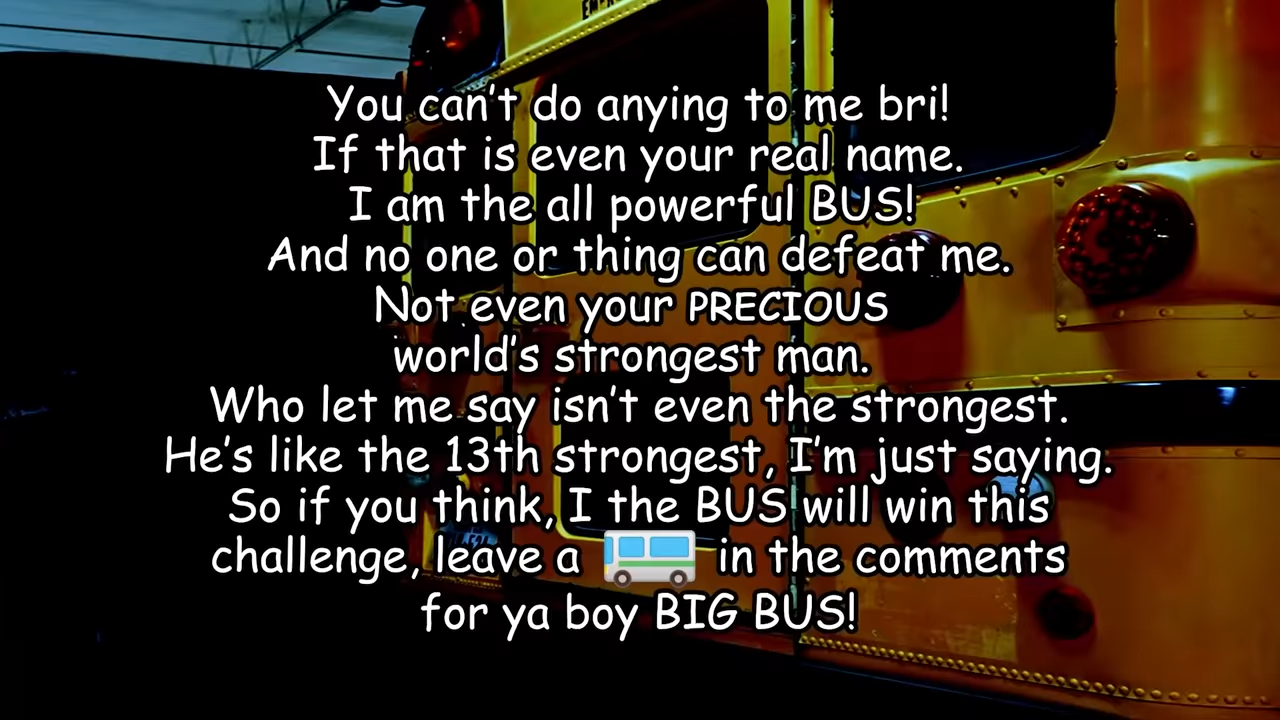 You can't do anying to me bri!
If that is even your real name.
I am the all powerful BUS!
And no one or thing can defeat me.
Not even your PRECIOUS
world's strongest man.
Who let me say isn't even the strongest.
He's like the 13th strongest, I'm just saying.
So if you think, I the BUS will win this
challenge, leave a 🚌 in the comments
for ya boy BIG BUS!